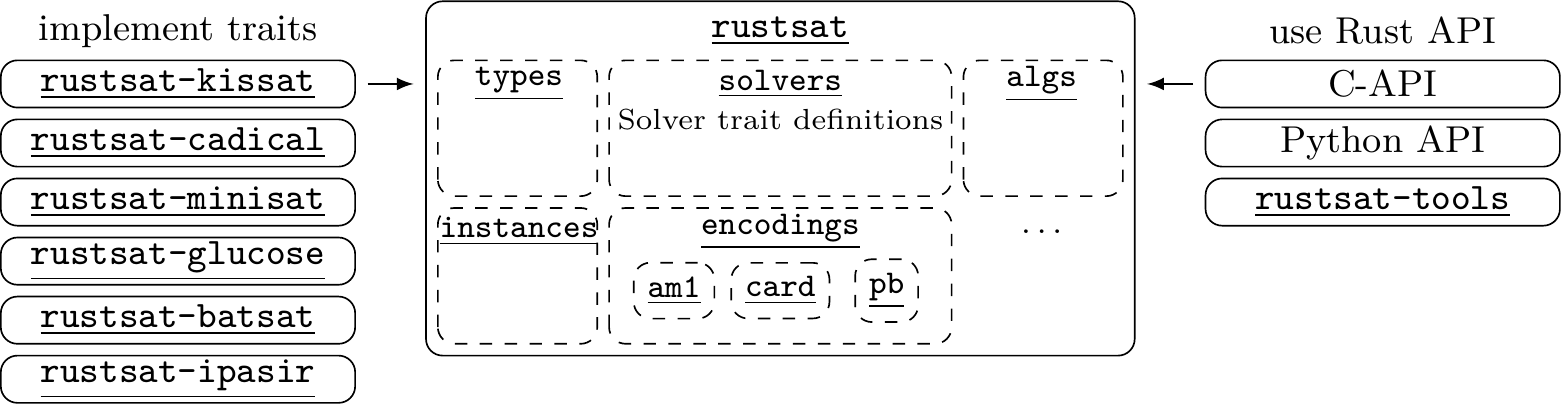 implement traits
rustsat-kissat
rustsat-cadical
rustsat-minisat
rustsat-glucose
rustsat-batsat
rustsat-ipasir
rustsat
types
solvers
Solver trait definitions
algs
instances
encodings
am1
card
pb
...
use Rust API
C-API
Python API
rustsat-tools